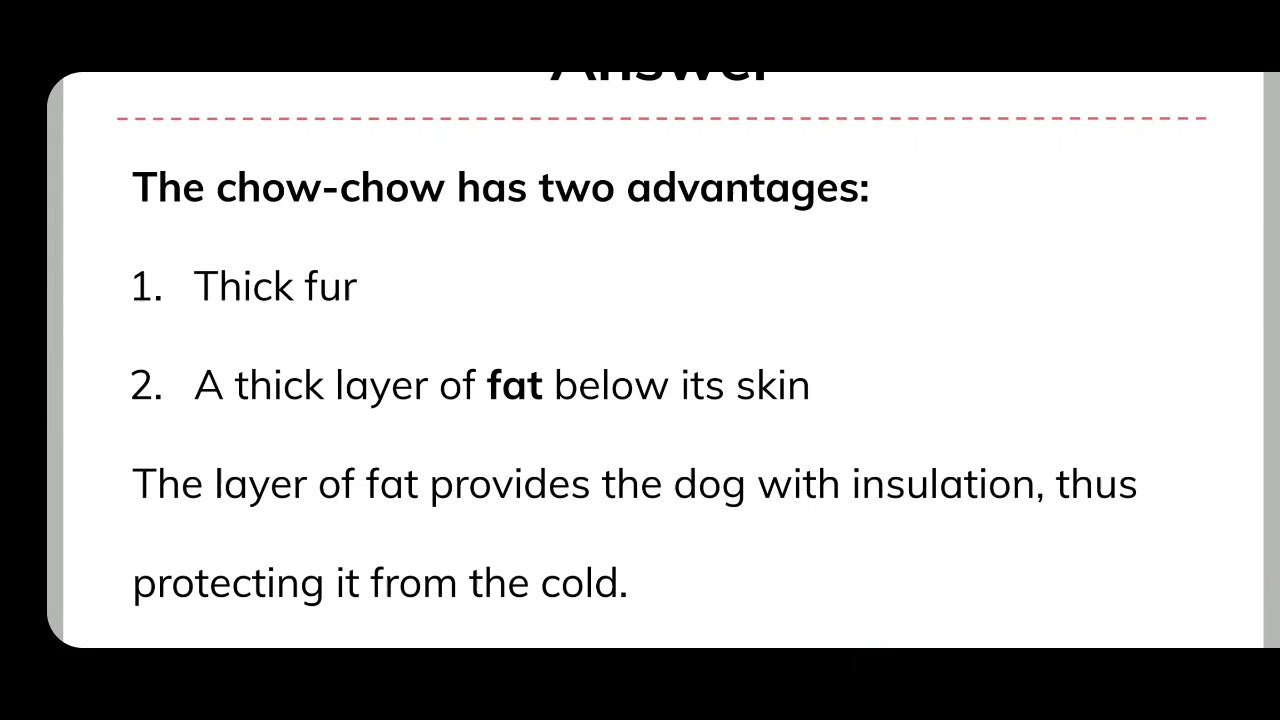 Answer
The chow-chow has two advantages:
1. Thick fur
2. A thick layer of fat below its skin
The layer of fat provides the dog with insulation, thus
protecting it from the cold.